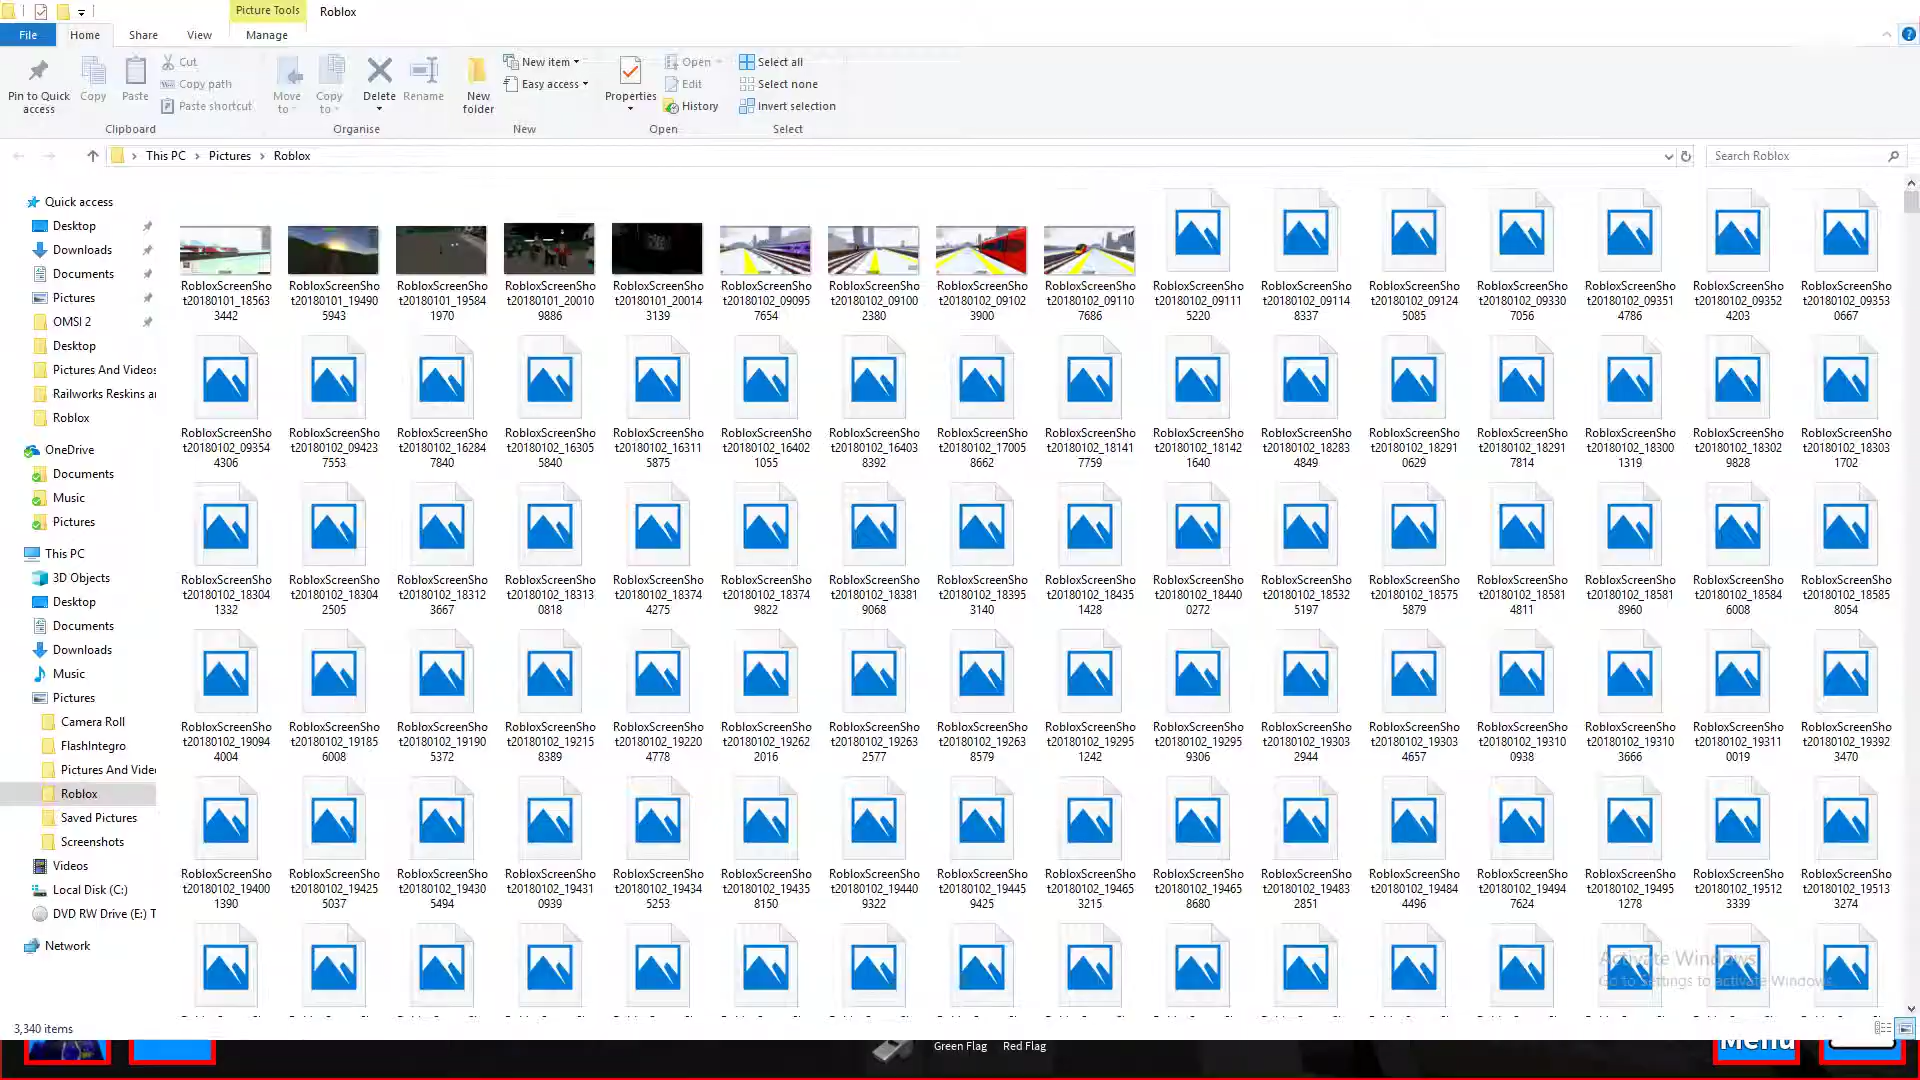 Picture Tools
Roblox
File
Home
Share
View
Manage
Pin to Quick access
Copy
Paste
Cut
Copy path
Paste shortcut
Clipboard
Move to
Copy to
Delete
Rename
Organise
New folder
New item
Easy access
New
Properties
Open
Edit
History
Open
Select all
Select none
Invert selection
Select
This PC
Pictures
Roblox
Search Roblox
Quick access
Desktop
Downloads
Documents
Pictures
OMSI 2
Desktop
Pictures And Videos
Railworks Reskins a
Roblox
OneDrive
Documents
Music
Pictures
This PC
3D Objects
Desktop
Documents
Downloads
Music
Pictures
Camera Roll
FlashIntegro
Pictures And Vide
Roblox
Saved Pictures
Screenshots
Videos
Local Disk (C:)
DVD RW Drive (E:) T
Network
RobloxScreenShot20180101_185633442
RobloxScreenShot20180101_194905943
RobloxScreenShot20180101_195841970
RobloxScreenShot20180101_200109886
RobloxScreenShot20180101_200143139
RobloxScreenShot20180102_090957654
RobloxScreenShot20180102_091002380
RobloxScreenShot20180102_091023900
RobloxScreenShot20180102_091107686
RobloxScreenShot20180102_091115220
RobloxScreenShot20180102_091148337
RobloxScreenShot20180102_091245085
RobloxScreenShot20180102_093307056
RobloxScreenShot20180102_093514786
RobloxScreenShot20180102_093524203
RobloxScreenShot20180102_093530667
RobloxScreenShot20180102_093544306
RobloxScreenShot20180102_094237553
RobloxScreenShot20180102_162847840
RobloxScreenShot20180102_163055840
RobloxScreenShot20180102_163115875
RobloxScreenShot20180102_164021055
RobloxScreenShot20180102_164038392
RobloxScreenShot20180102_170058662
RobloxScreenShot20180102_181417759
RobloxScreenShot20180102_181421640
RobloxScreenShot20180102_182834849
RobloxScreenShot20180102_182910629
RobloxScreenShot20180102_182917814
RobloxScreenShot20180102_183001319
RobloxScreenShot20180102_183029828
RobloxScreenShot20180102_183031702
RobloxScreenShot20180102_183041332
RobloxScreenShot20180102_183042505
RobloxScreenShot20180102_183123667
RobloxScreenShot20180102_183130818
RobloxScreenShot20180102_183744275
RobloxScreenShot20180102_183749822
RobloxScreenShot20180102_183819068
RobloxScreenShot20180102_183953140
RobloxScreenShot20180102_184351428
RobloxScreenShot20180102_184400272
RobloxScreenShot20180102_185325197
RobloxScreenShot20180102_185755879
RobloxScreenShot20180102_185814811
RobloxScreenShot20180102_185818960
RobloxScreenShot20180102_185846008
RobloxScreenShot20180102_185858054
RobloxScreenShot20180102_190944004
RobloxScreenShot20180102_191856008
RobloxScreenShot20180102_191905372
RobloxScreenShot20180102_192158389
RobloxScreenShot20180102_192204778
RobloxScreenShot20180102_192622016
RobloxScreenShot20180102_192632577
RobloxScreenShot20180102_192638579
RobloxScreenShot20180102_192951242
RobloxScreenShot20180102_192959306
RobloxScreenShot20180102_193032944
RobloxScreenShot20180102_193034657
RobloxScreenShot20180102_193100938
RobloxScreenShot20180102_193103666
RobloxScreenShot20180102_193110019
RobloxScreenShot20180102_193923470
RobloxScreenShot20180102_194001390
RobloxScreenShot20180102_194255037
RobloxScreenShot20180102_194305494
RobloxScreenShot20180102_194310939
RobloxScreenShot20180102_194345253
RobloxScreenShot20180102_194358150
RobloxScreenShot20180102_194409322
RobloxScreenShot20180102_194459425
RobloxScreenShot20180102_194653215
RobloxScreenShot20180102_194658680
RobloxScreenShot20180102_194832851
RobloxScreenShot20180102_194844496
RobloxScreenShot20180102_194947624
RobloxScreenShot20180102_194951278
RobloxScreenShot20180102_195123339
RobloxScreenShot20180102_195133274
Activate Windows
Go to Settings to activate Windows.
3,340 items
Green Flag
Red Flag
Menu